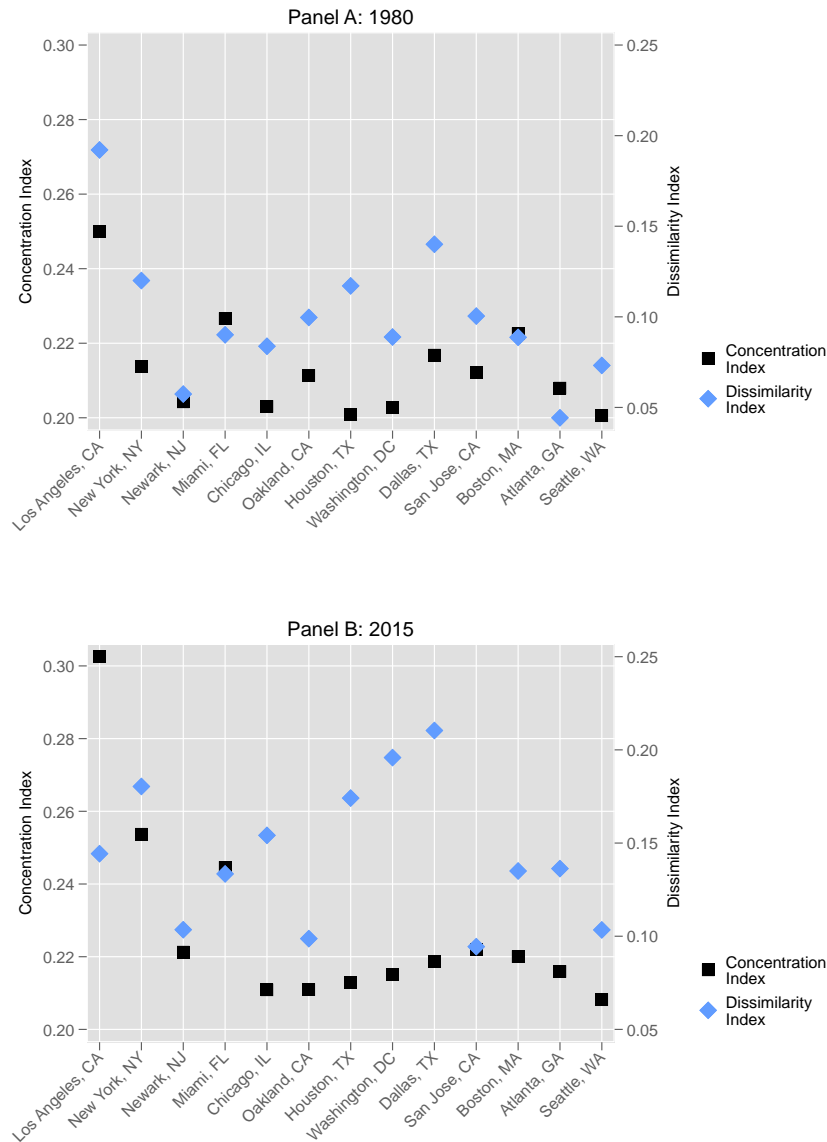 Panel A: 1980
0.30
0.28
0.26
0.24
0.22
0.20
Concentration Index
0.25
0.20
0.15
0.10
0.05
Dissimilarity Index
Los Angeles, CA
New York, NY
Newark, NJ
Miami, FL
Chicago, IL
Oakland, CA
Houston, TX
Washington, DC
Dallas, TX
San Jose, CA
Boston, MA
Atlanta, GA
Seattle, WA
Concentration
Index
Dissimilarity
Index
Panel B: 2015
0.30
0.28
0.26
0.24
0.22
0.20
Concentration Index
0.25
0.20
0.15
0.10
0.05
Dissimilarity Index
Los Angeles, CA
New York, NY
Newark, NJ
Miami, FL
Chicago, IL
Oakland, CA
Houston, TX
Washington, DC
Dallas, TX
San Jose, CA
Boston, MA
Atlanta, GA
Seattle, WA
Concentration
Index
Dissimilarity
Index